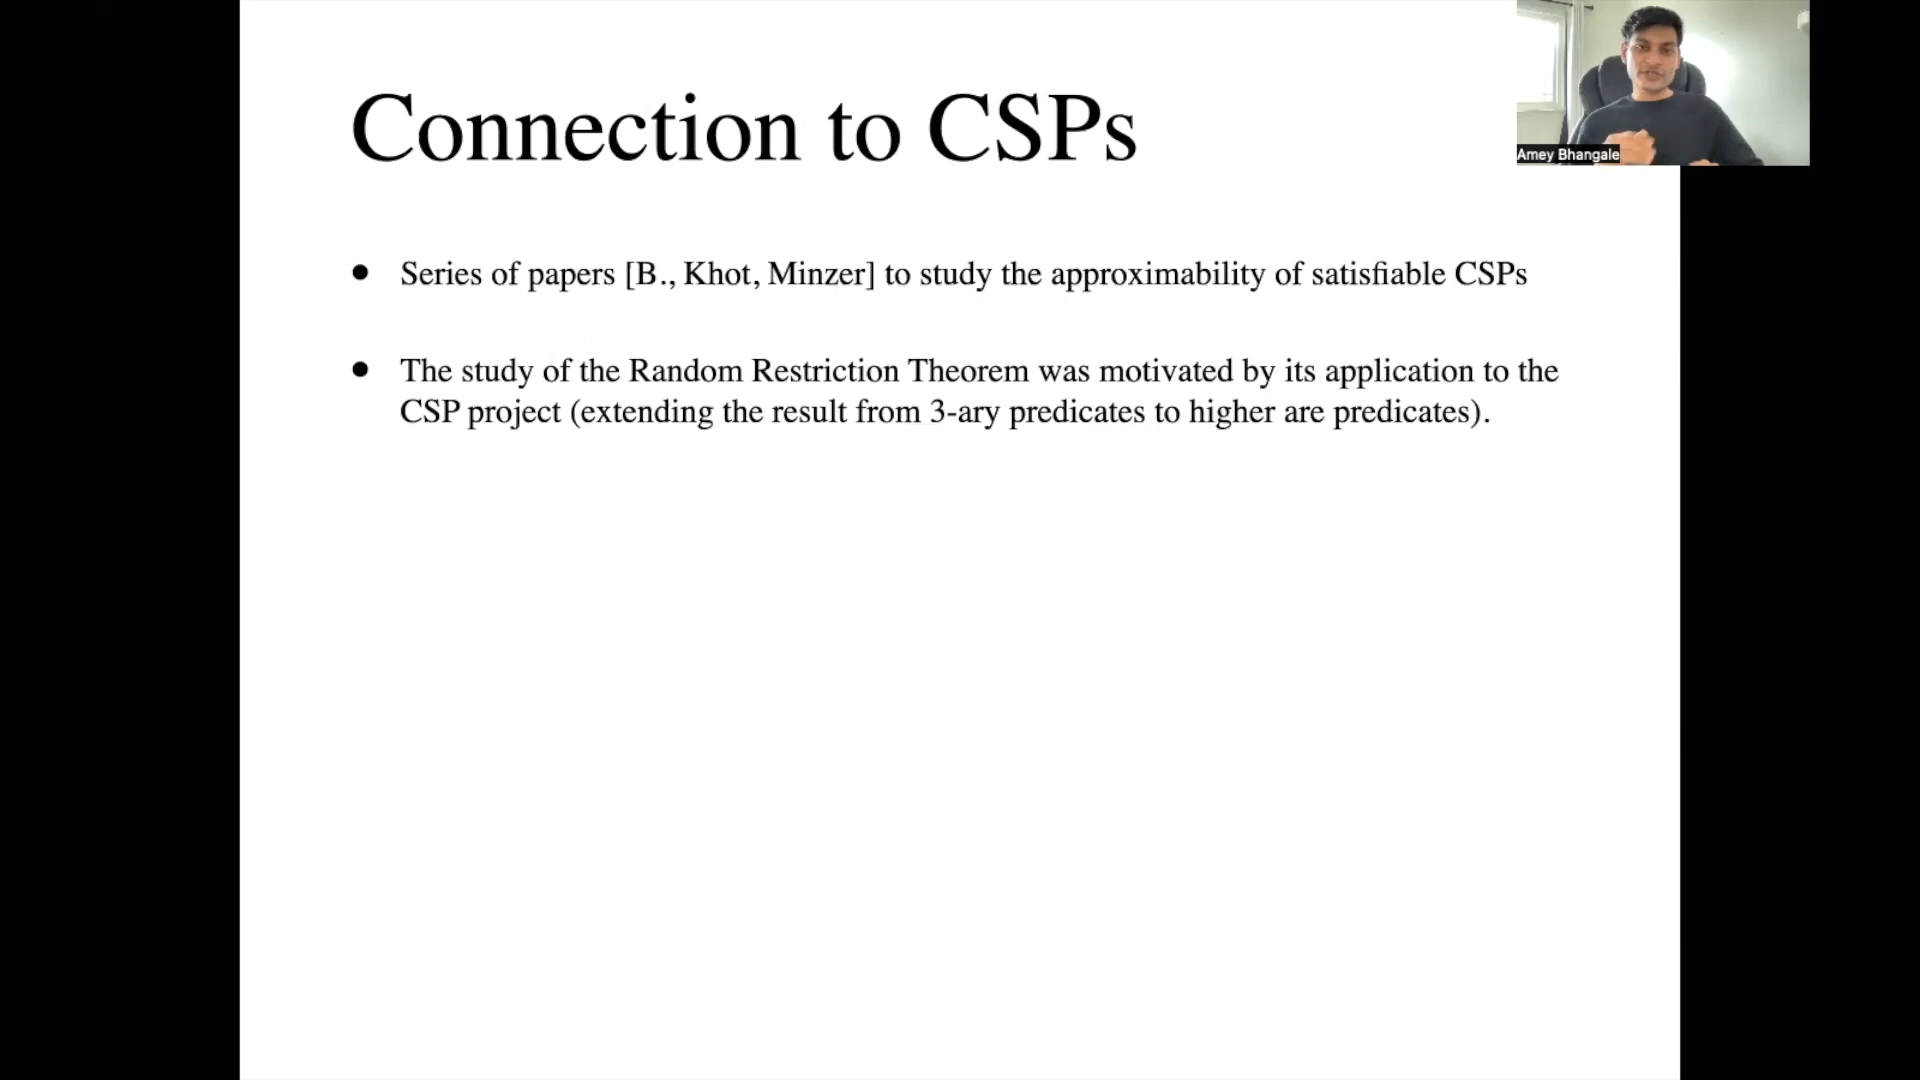 Connection to CSPs
Amey Bhangale
• Series of papers [B., Khot, Minzer] to study the approximability of satisfiable CSPs
• The study of the Random Restriction Theorem was motivated by its application to the
CSP project (extending the result from 3-ary predicates to higher are predicates).